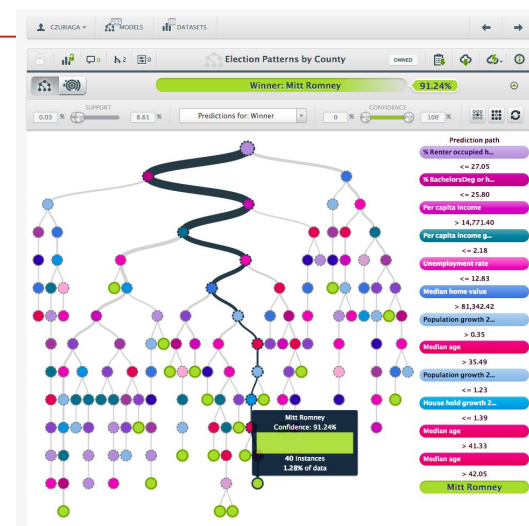 CZURIAGA
MODELS
DATASETS
0
2
0
Election Patterns by County
OWNED
Winner: Mitt Romney
91.24%
SUPPORT
0.03 %
8.61 %
Predictions for: Winner
CONFIDENCE
0 %
100 %
Prediction path
% Renter occupied h...
<= 27.05
% BachelorsDeg or h...
<= 25.80
Per capita income
> 14,771.40
Per capita income g...
<= 2.18
Unemployment rate
<= 12.83
Median home value
> 81,342.42
Population growth 2...
> 0.35
Median age
> 35.49
Population growth 2...
<= 1.23
House hold growth 2...
<= 1.39
Median age
> 41.33
Median age
> 42.05
Mitt Romney
Mitt Romney
Confidence: 91.24%
40 instances
1.28% of data